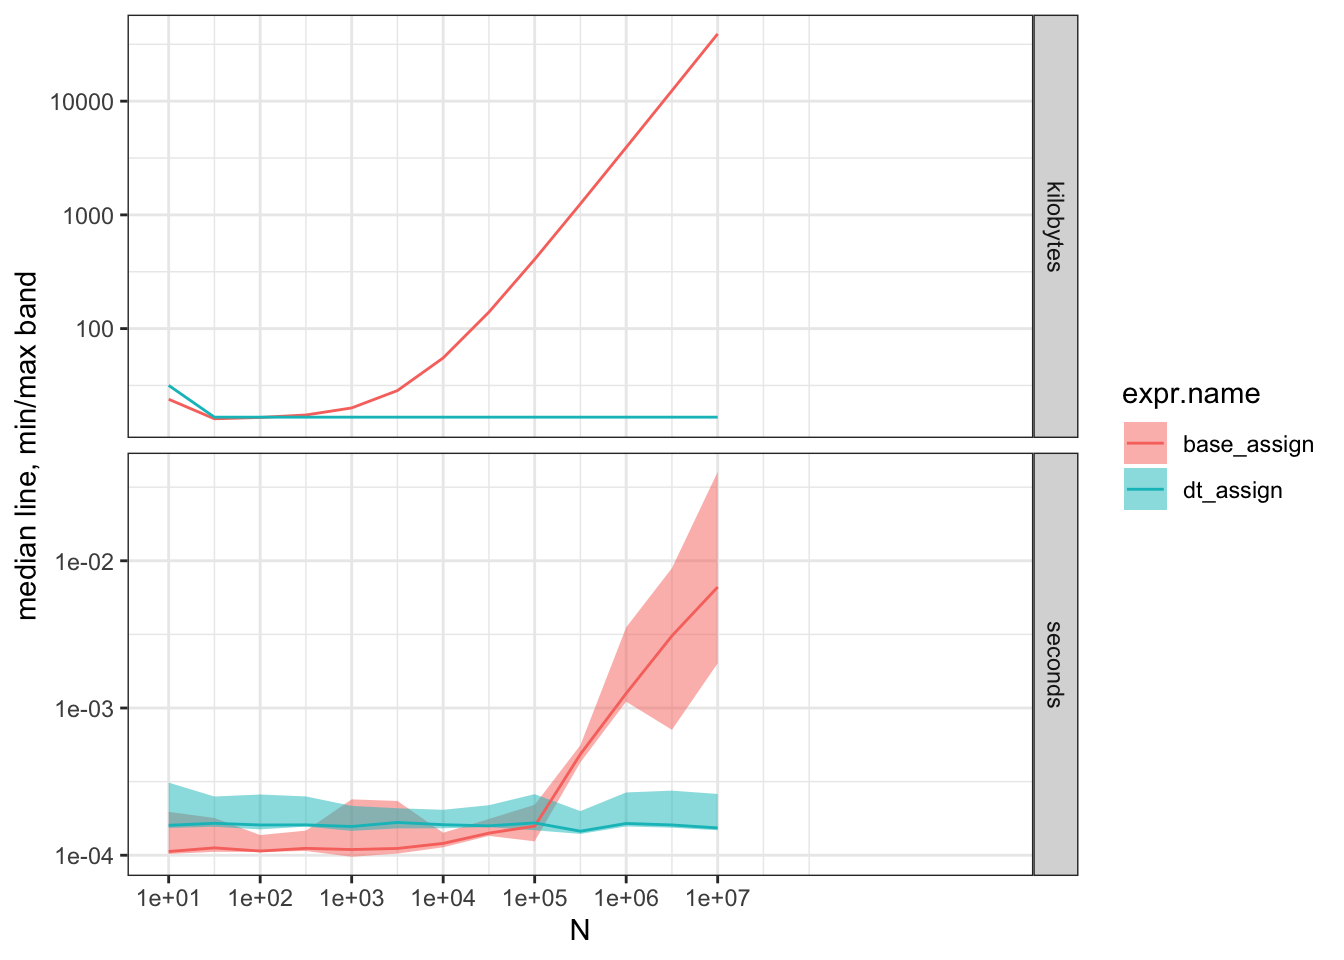 median line, min/max band
10000
1000
100
kilobytes
1e-02
1e-03
1e-04
seconds
1e+01 1e+02 1e+03 1e+04 1e+05 1e+06 1e+07
N
expr.name
base_assign
dt_assign